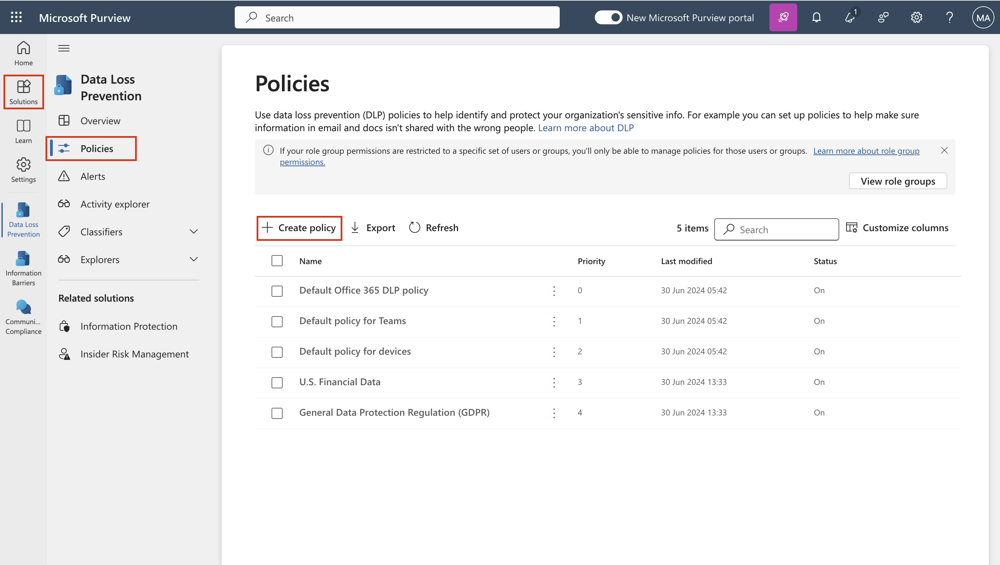 Microsoft Purview
Search
New Microsoft Purview portal
1
MA
Home
Solutions
Learn
Settings
Data Loss
Prevention
Information
Barriers
Communi...
Compliance
Data Loss
Prevention
Overview
Policies
Alerts
Activity explorer
Classifiers
Explorers
Related solutions
Information Protection
Insider Risk Management
Policies
Use data loss prevention (DLP) policies to help identify and protect your organization's sensitive info. For example you can set up policies to help make sure
information in email and docs isn't shared with the wrong people. Learn more about DLP
If your role group permissions are restricted to a specific set of users or groups, you'll only be able to manage policies for those users or groups. Learn more about role group
permissions.
View role groups
Create policy Export Refresh 5 items Search Customize columns
Name Priority Last modified Status
Default Office 365 DLP policy 0 30 Jun 2024 05:42 On
Default policy for Teams 1 30 Jun 2024 05:42 On
Default policy for devices 2 30 Jun 2024 05:42 On
U.S. Financial Data 3 30 Jun 2024 13:33 On
General Data Protection Regulation (GDPR) 4 30 Jun 2024 13:33 On